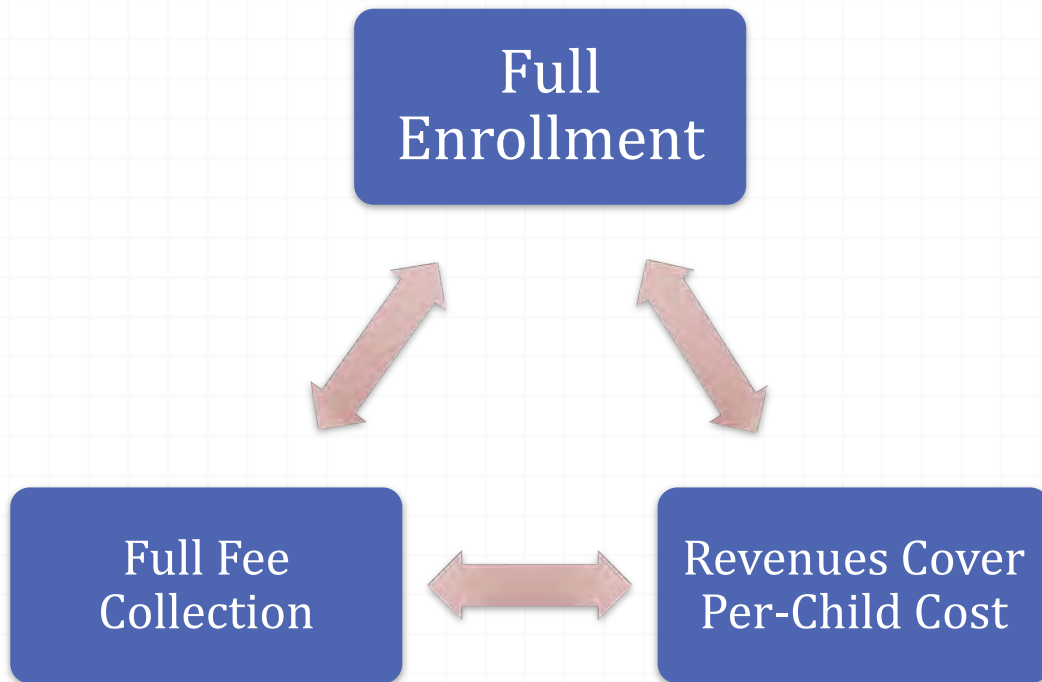 Full
Enrollment
Full Fee
Collection
Revenues Cover
Per-Child Cost